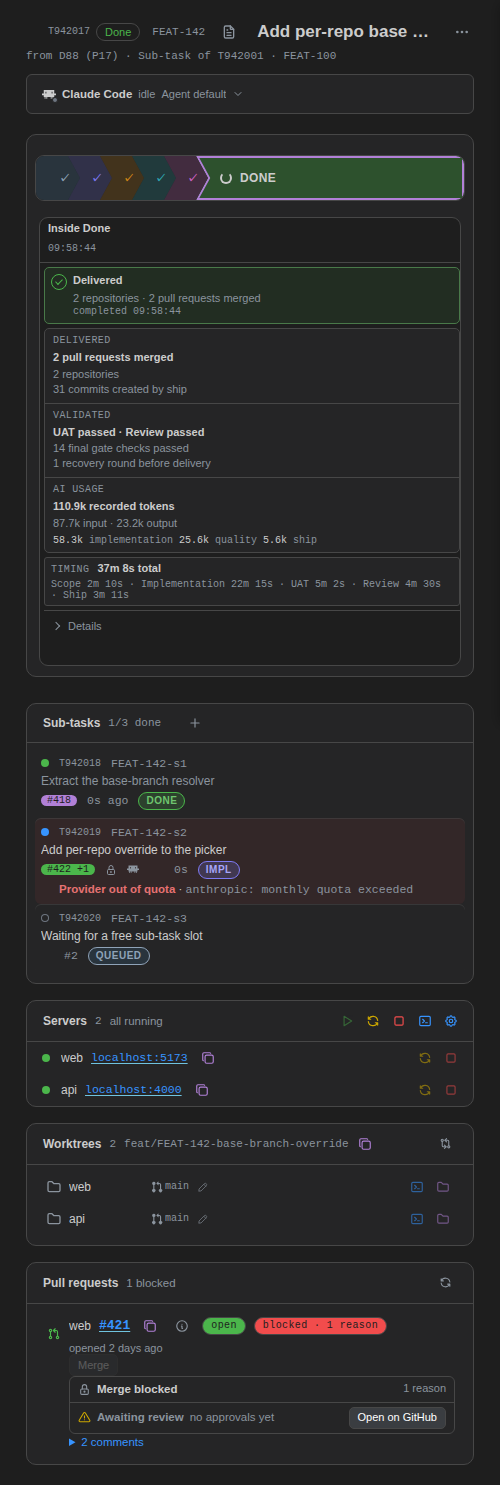 T942017 Done FEAT-142 Add per-repo base ...
from D88 (P17) · Sub-task of T942001 · FEAT-100
Claude Code idle Agent default
DONE
Inside Done
09:58:44
Delivered
2 repositories · 2 pull requests merged
completed 09:58:44
DELIVERED
2 pull requests merged
2 repositories
31 commits created by ship
VALIDATED
UAT passed · Review passed
14 final gate checks passed
1 recovery round before delivery
AI USAGE
110.9k recorded tokens
87.7k input · 23.2k output
58.3k implementation 25.6k quality 5.6k ship
TIMING 37m 8s total
Scope 2m 10s · Implementation 22m 15s · UAT 5m 2s · Review 4m 30s
· Ship 3m 11s
Details
Sub-tasks 1/3 done
T942018 FEAT-142-s1
Extract the base-branch resolver
#418 0s ago DONE
T942019 FEAT-142-s2
Add per-repo override to the picker
#422 +1 0s IMPL
Provider out of quota · anthropic: monthly quota exceeded
T942020 FEAT-142-s3
Waiting for a free sub-task slot
#2 QUEUED
Servers 2 all running
web localhost:5173
api localhost:4000
Worktrees 2 feat/FEAT-142-base-branch-override
web main
api main
Pull requests 1 blocked
web #421 open blocked · 1 reason
opened 2 days ago
Merge
Merge blocked 1 reason
Awaiting review no approvals yet Open on GitHub
2 comments